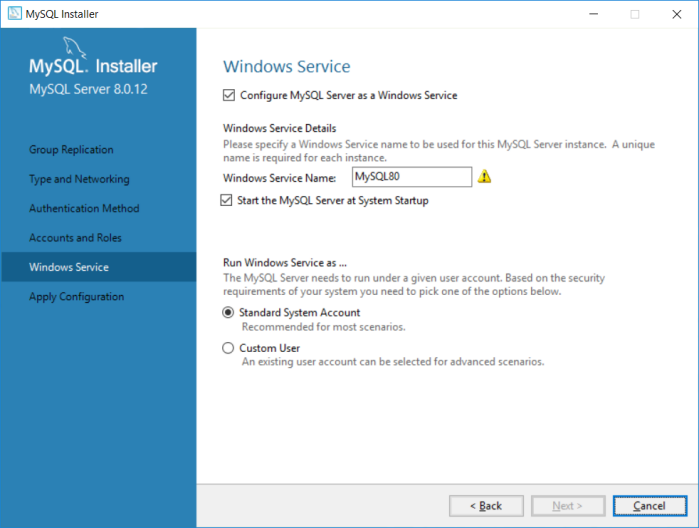 MySQL Installer
MySQL. Installer
MySQL Server 8.0.12
Group Replication
Type and Networking
Authentication Method
Accounts and Roles
Windows Service
Apply Configuration
Windows Service
Configure MySQL Server as a Windows Service
Windows Service Details
Please specify a Windows Service name to be used for this MySQL Server instance. A unique
name is required for each instance.
Windows Service Name: MySQL80
Start the MySQL Server at System Startup
Run Windows Service as ...
The MySQL Server needs to run under a given user account. Based on the security
requirements of your system you need to pick one of the options below.
Standard System Account
Recommended for most scenarios.
Custom User
An existing user account can be selected for advanced scenarios.
< Back Next > Cancel